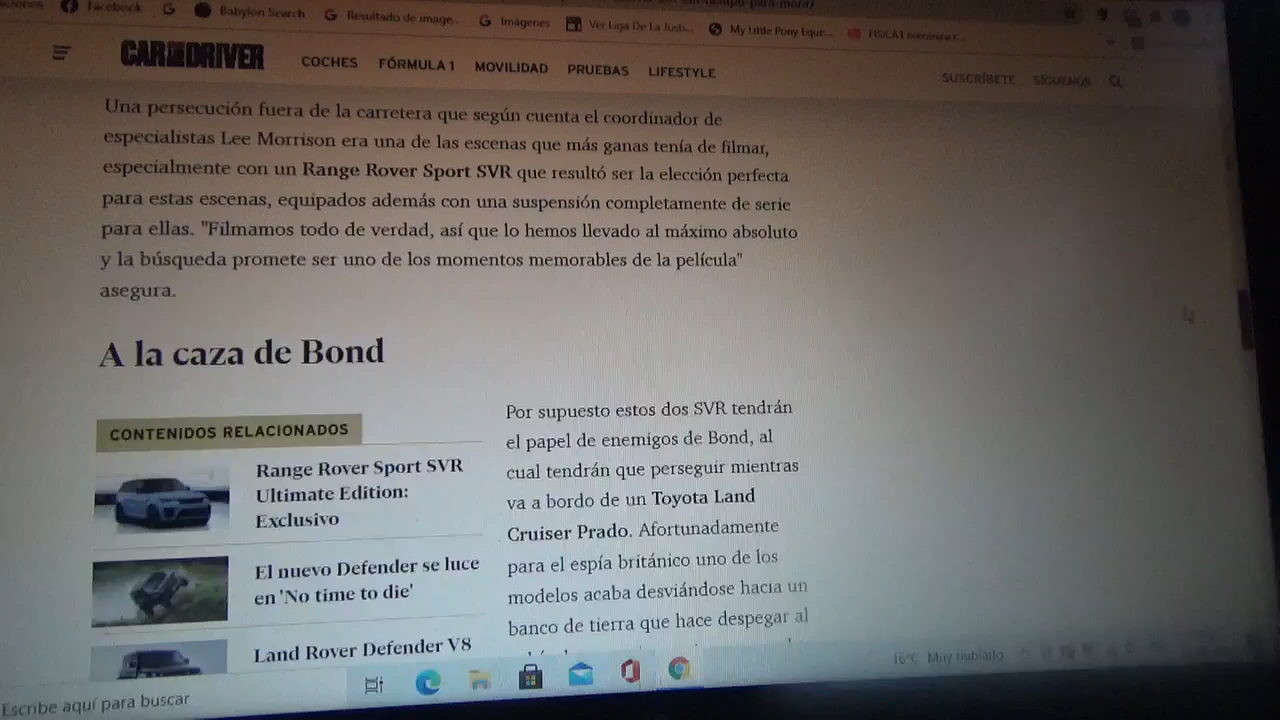 Facebook
Babylon Search
Resultado de image...
Imágenes
Ver Liga De La Justi...
My Little Pony Eque...
CAR AND DRIVER
COCHES
FÓRMULA 1
MOVILIDAD
PRUEBAS
LIFESTYLE
SUSCRÍBETE
SÍGUENOS
Una persecución fuera de la carretera que según cuenta el coordinador de
especialistas Lee Morrison era una de las escenas que más ganas tenía de filmar,
especialmente con un Range Rover Sport SVR que resultó ser la elección perfecta
para estas escenas, equipados además con una suspensión completamente de serie
para ellas. "Filmamos todo de verdad, así que lo hemos llevado al máximo absoluto
y la búsqueda promete ser uno de los momentos memorables de la película"
asegura.
A la caza de Bond
CONTENIDOS RELACIONADOS
Range Rover Sport SVR
Ultimate Edition:
Exclusivo
El nuevo Defender se luce
en 'No time to die'
Land Rover Defender V8
Por supuesto estos dos SVR tendrán
el papel de enemigos de Bond, al
cual tendrán que perseguir mientras
va a bordo de un Toyota Land
Cruiser Prado. Afortunadamente
para el espía británico uno de los
modelos acaba desviándose hacia un
banco de tierra que hace despegar al
Escribe aquí para buscar
16°C Muy nublado